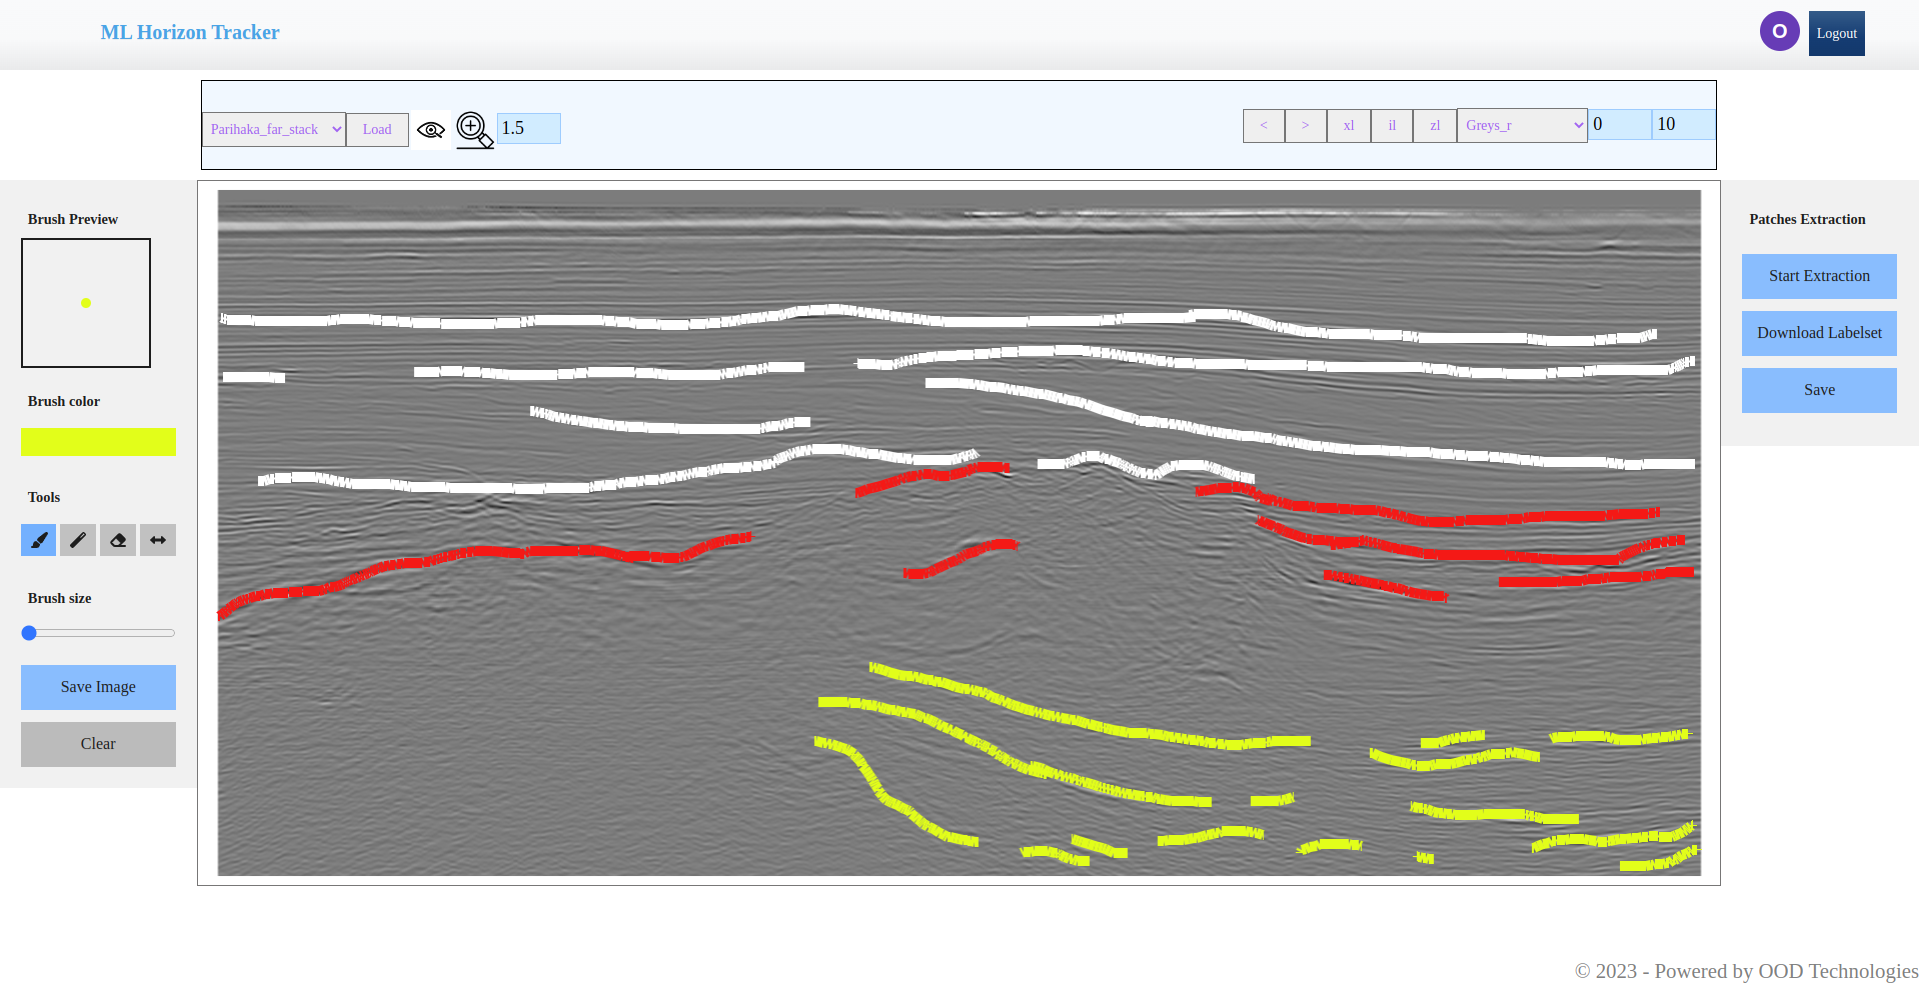 ML Horizon Tracker
O
Logout
Parihaka_far_stack
Load
1.5
<
>
xl
il
zl
Greys_r
0
10
Brush Preview
Brush color
Tools
Brush size
Save Image
Clear
Patches Extraction
Start Extraction
Download Labelset
Save
© 2023 - Powered by OOD Technologies